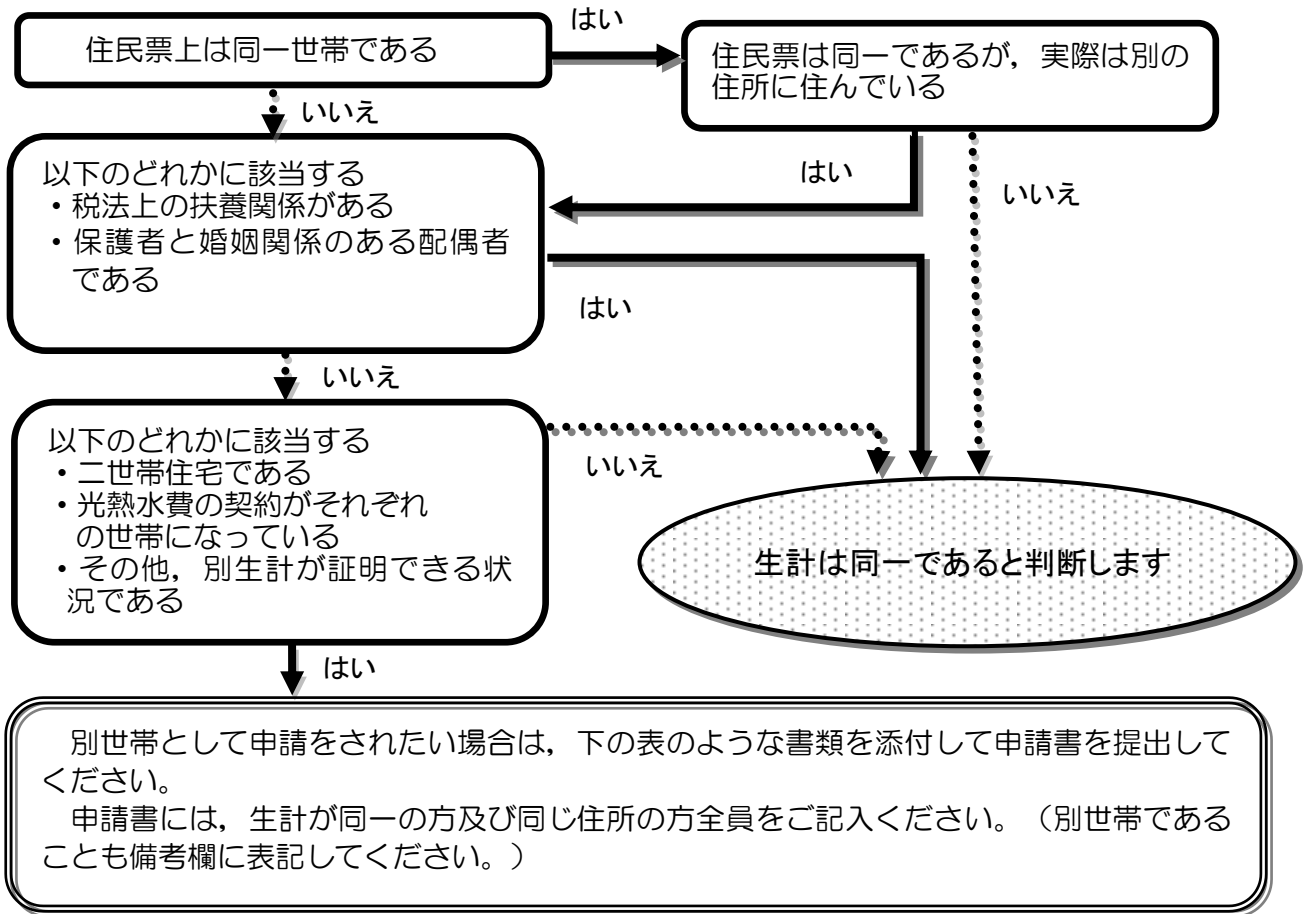 はい
住民票上は同一世帯である
住民票は同一であるが，実際は別の
住所に住んでいる
いいえ
以下のどれかに該当する
・税法上の扶養関係がある
・保護者と婚姻関係のある配偶者
である
はい
いいえ
はい
いいえ
以下のどれかに該当する
・二世帯住宅である
・光熱水費の契約がそれぞれ
の世帯になっている
・その他，別生計が証明できる状
況である
いいえ
生計は同一であると判断します
はい
別世帯として申請をされたい場合は，下の表のような書類を添付して申請書を提出して
ください。
申請書には，生計が同一の方及び同じ住所の方全員をご記入ください。（別世帯である
ことも備考欄に表記してください。）